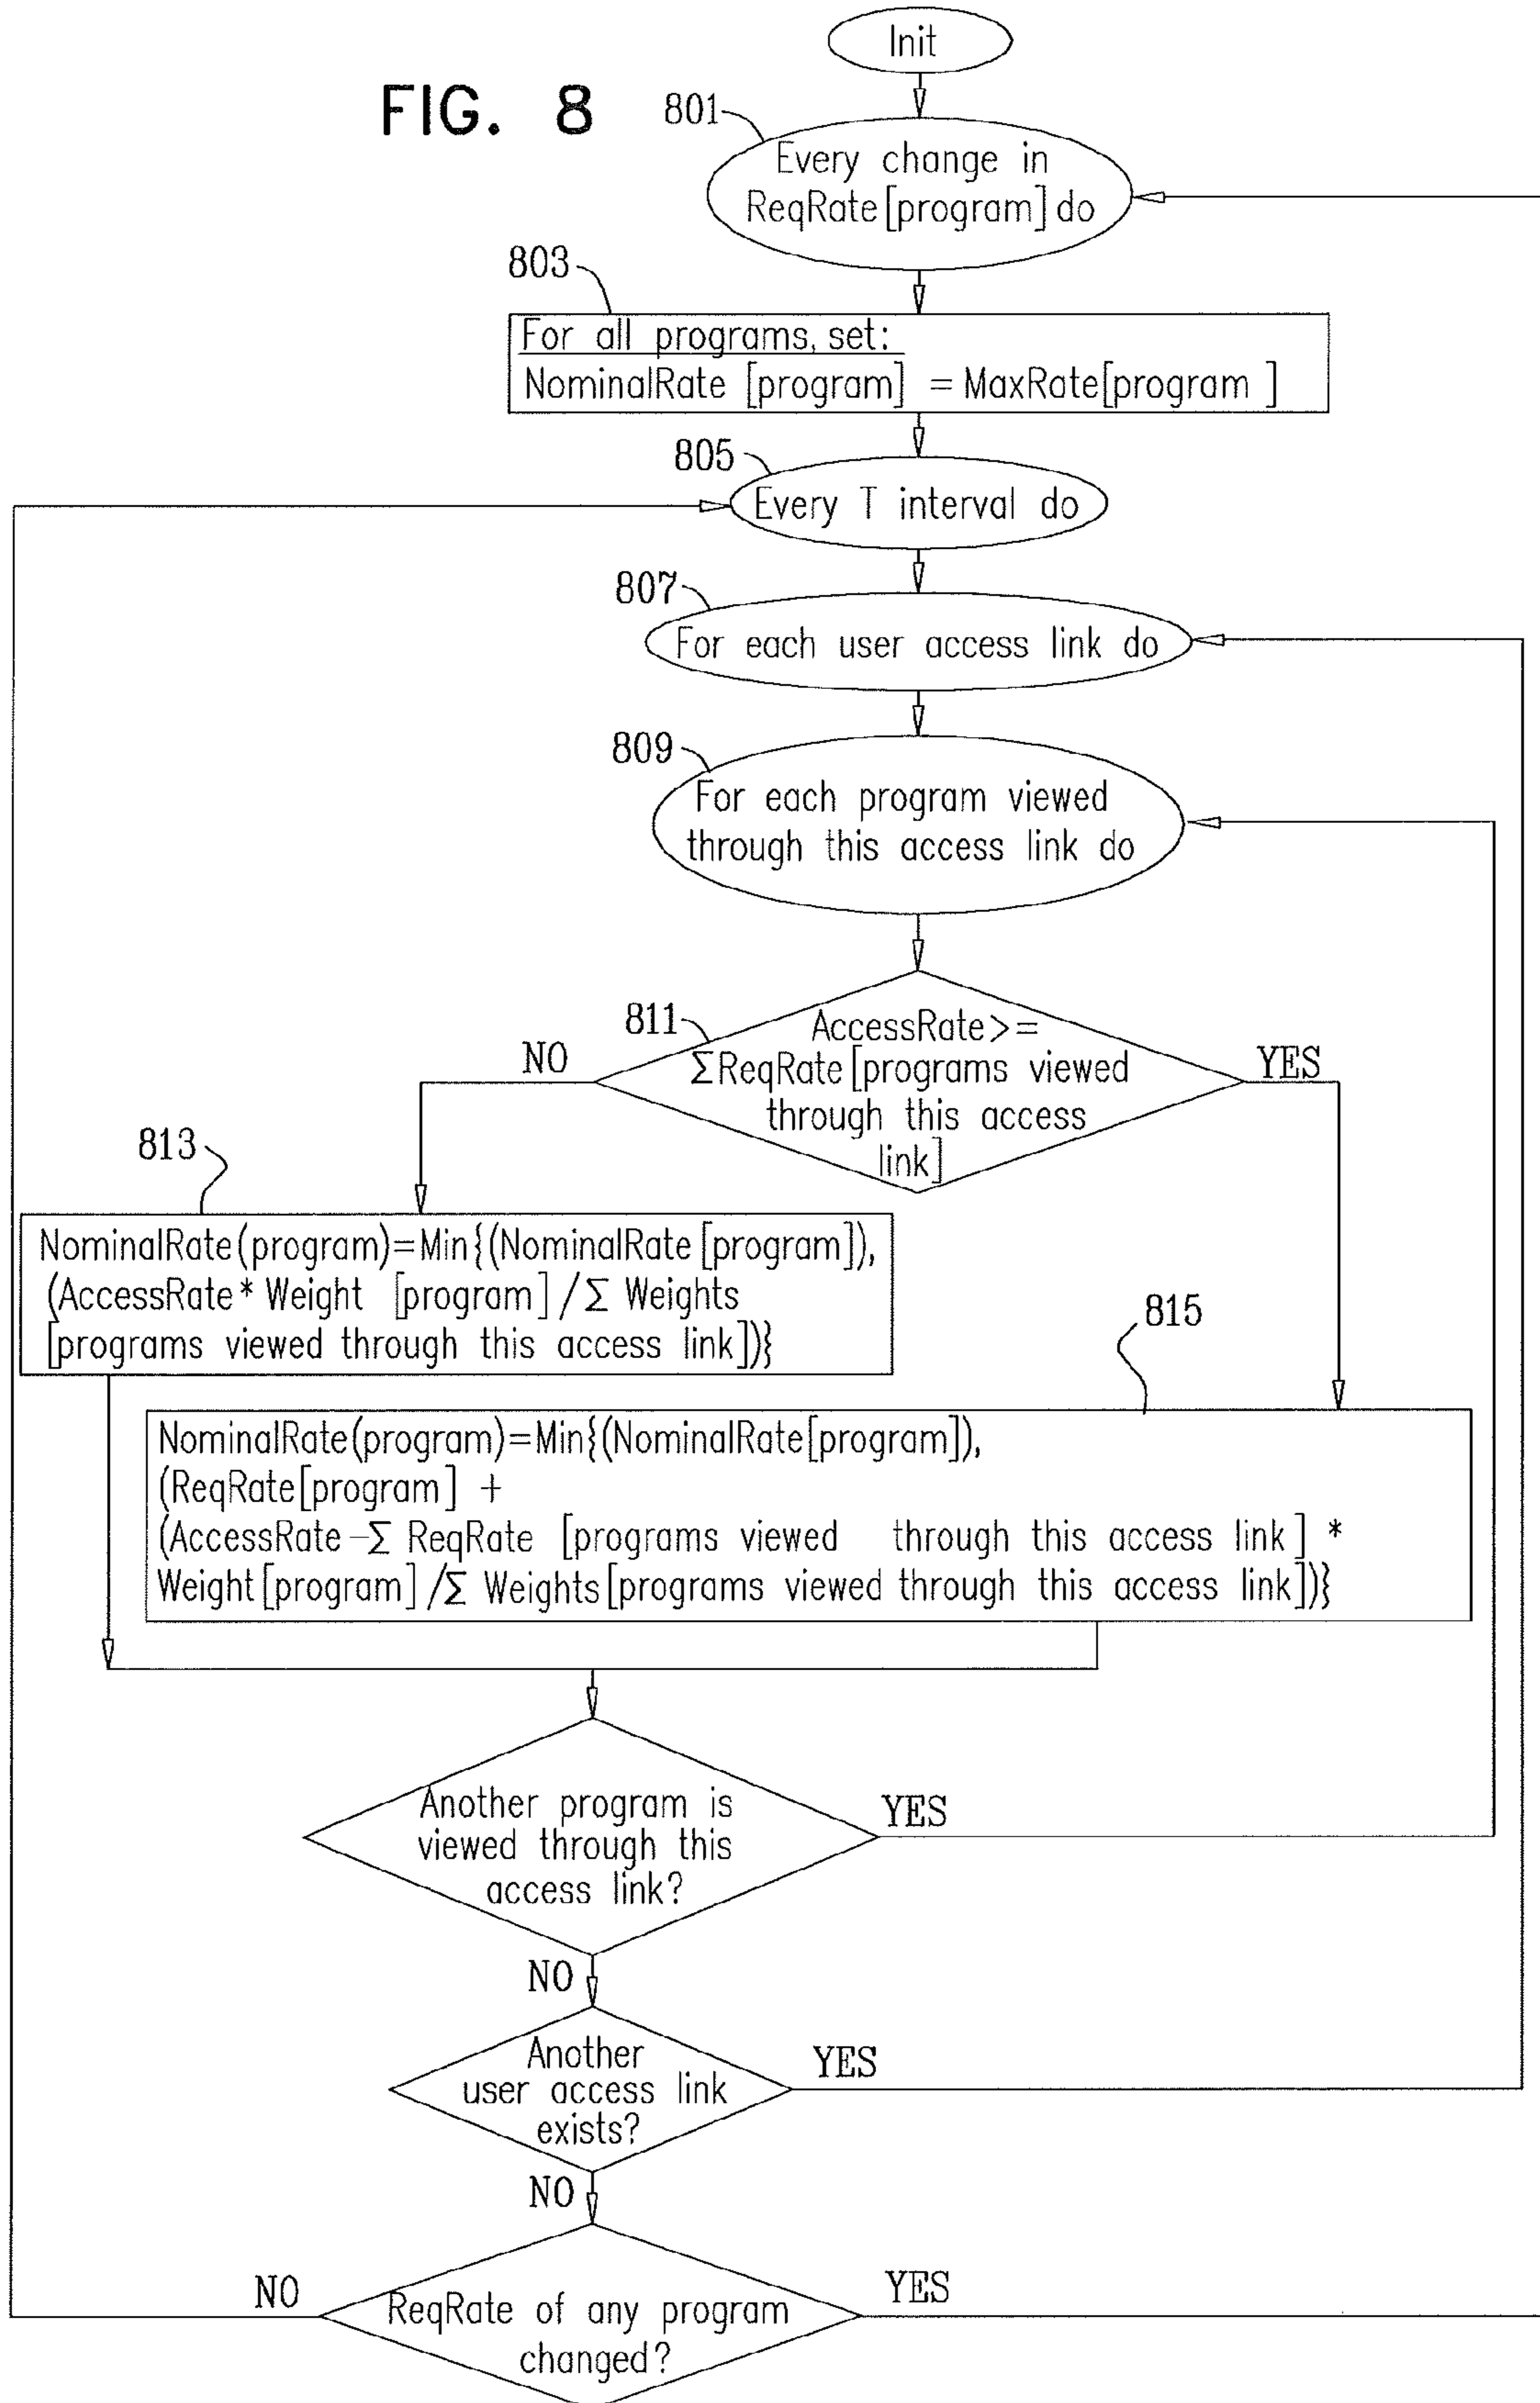 Init
FIG. 8
801
Every change in
ReqRate[program] do
803
For all programs, set:
NominalRate [program] = MaxRate[program ]
805
Every T interval do
807
For each user access link do
809
For each program viewed
through this access link do
811
AccessRate>=
ΣReqRate[programs viewed
through this access
link]
NO
YES
813
NominalRate(program)=Min{(NominalRate[program]),
(AccessRate* Weight [program]/Σ Weights
[programs viewed through this access link])}
815
NominalRate(program)=Min{(NominalRate[program]),
(ReqRate[program] +
(AccessRate-Σ ReqRate [programs viewed through this access link] *
Weight[program]/Σ Weights[programs viewed through this access link])}
Another program is
viewed through this
access link?
YES
NO
Another
user access link
exists?
YES
NO
ReqRate of any program
changed?
NO
YES